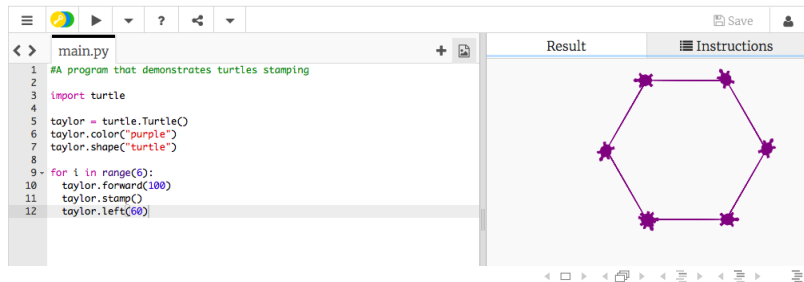 ?
Save
main.py
Result
Instructions
1 #A program that demonstrates turtles stamping
2
3 import turtle
4
5 taylor = turtle.Turtle()
6 taylor.color("purple")
7 taylor.shape("turtle")
8
9 for i in range(6):
10 taylor.forward(100)
11 taylor.stamp()
12 taylor.left(60)